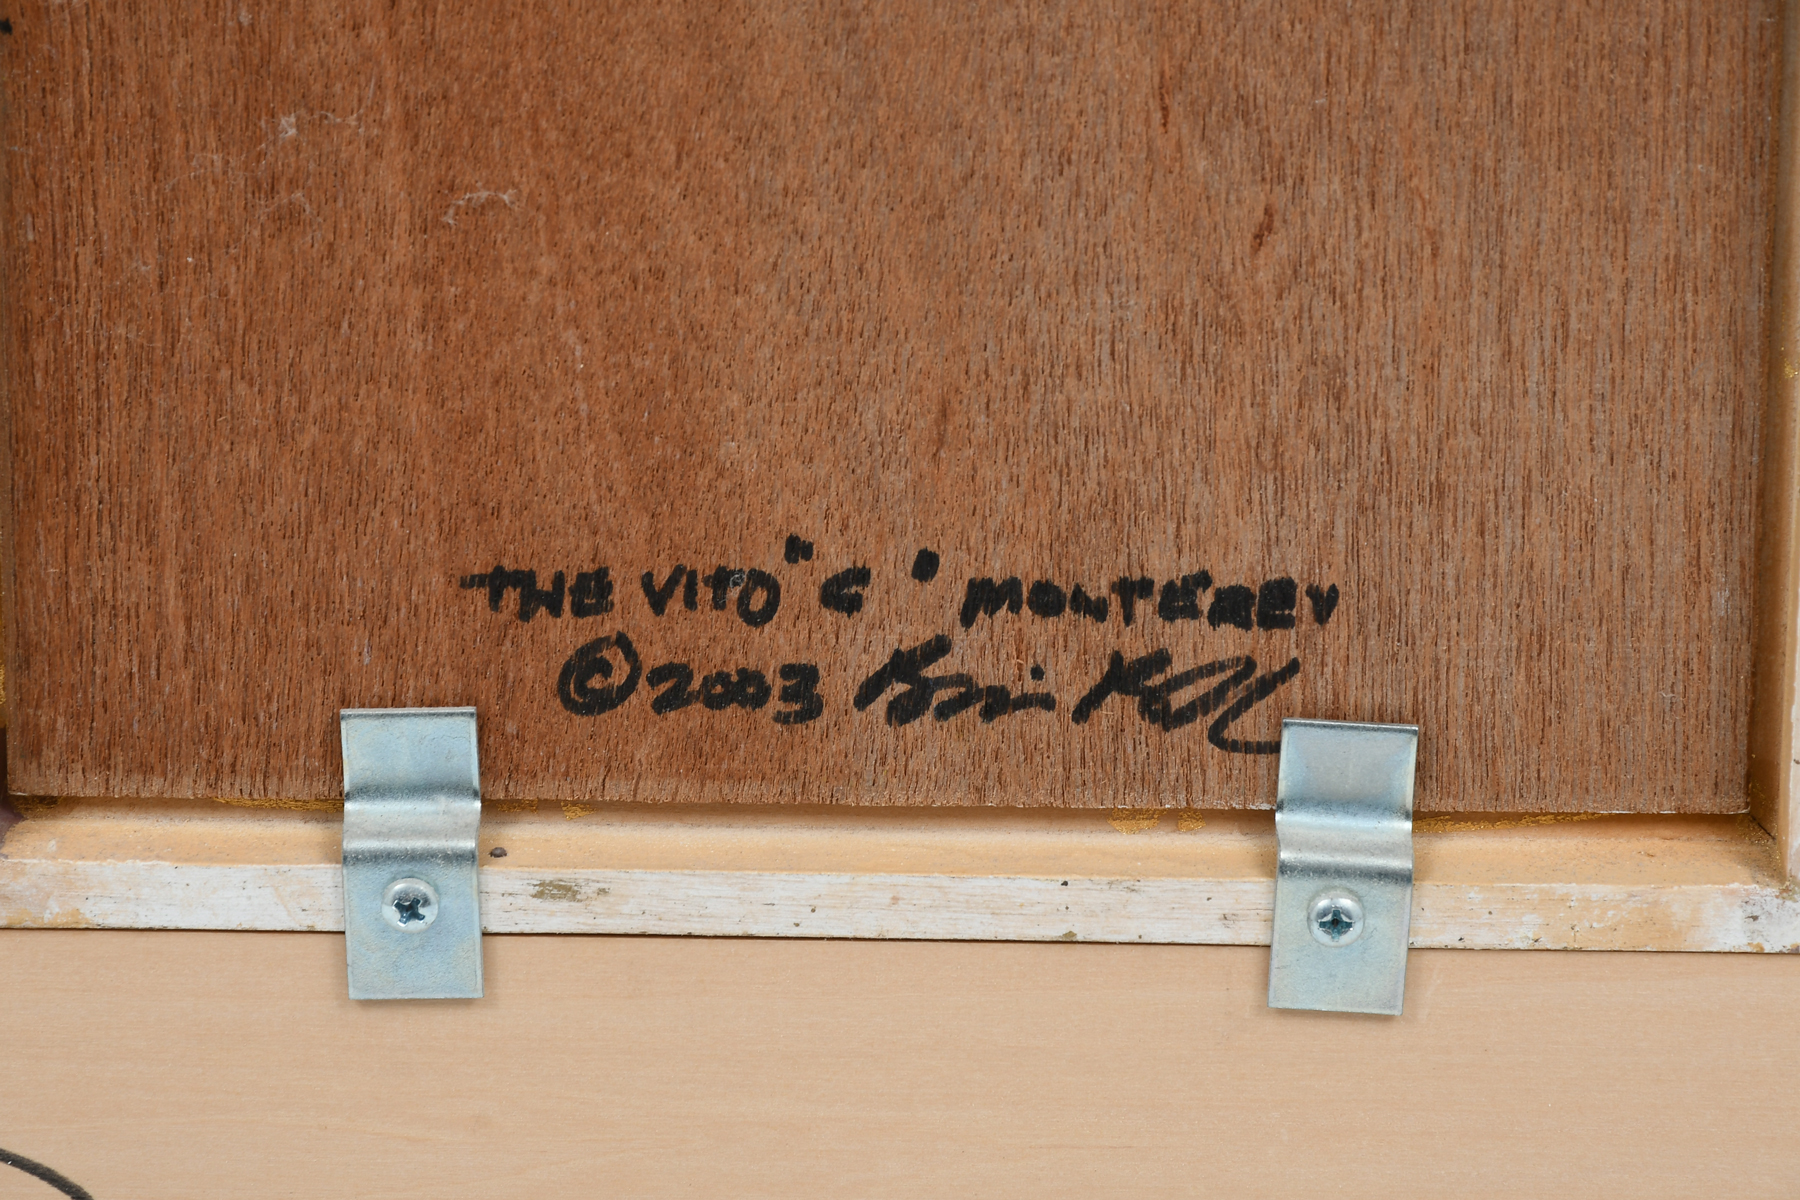 THE VITO "C" MONTEREY
© 2003